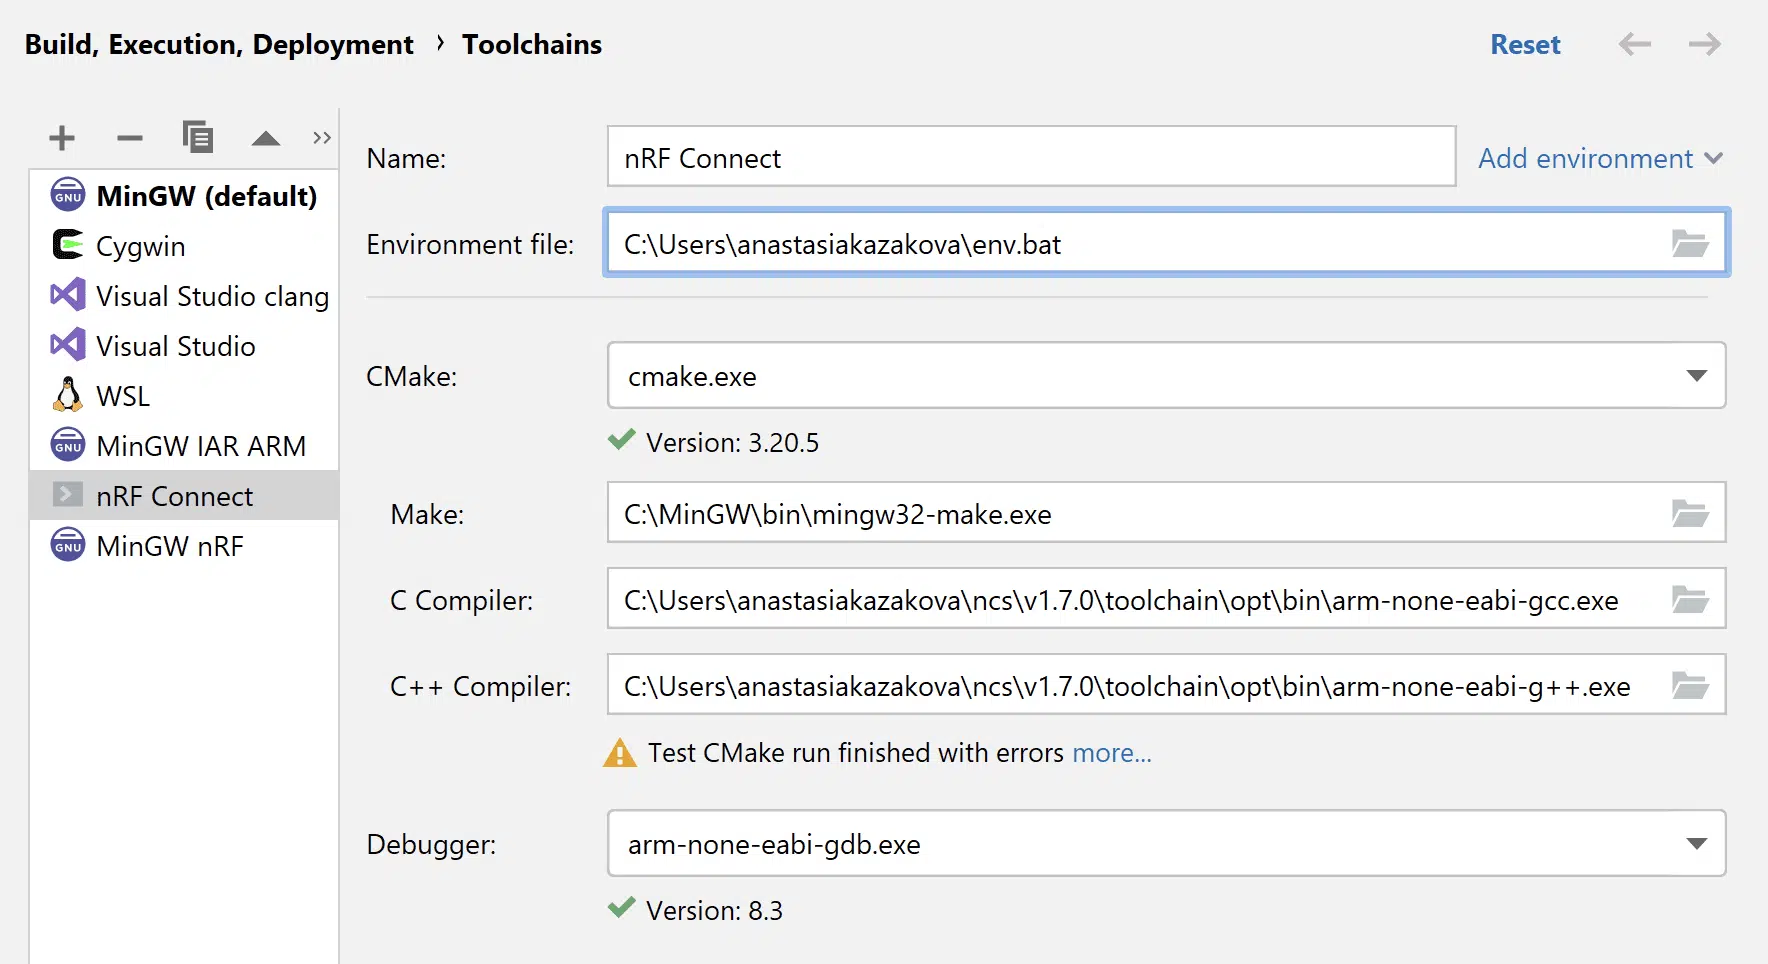 Build, Execution, Deployment › Toolchains
Reset
MinGW (default)
Cygwin
Visual Studio clang
Visual Studio
WSL
MinGW IAR ARM
nRF Connect
MinGW nRF
Name: nRF Connect Add environment
Environment file: C:\Users\anastasiakazakova\env.bat
CMake: cmake.exe
Version: 3.20.5
Make: C:\MinGW\bin\mingw32-make.exe
C Compiler: C:\Users\anastasiakazakova\ncs\v1.7.0\toolchain\opt\bin\arm-none-eabi-gcc.exe
C++ Compiler: C:\Users\anastasiakazakova\ncs\v1.7.0\toolchain\opt\bin\arm-none-eabi-g++.exe
Test CMake run finished with errors more...
Debugger: arm-none-eabi-gdb.exe
Version: 8.3